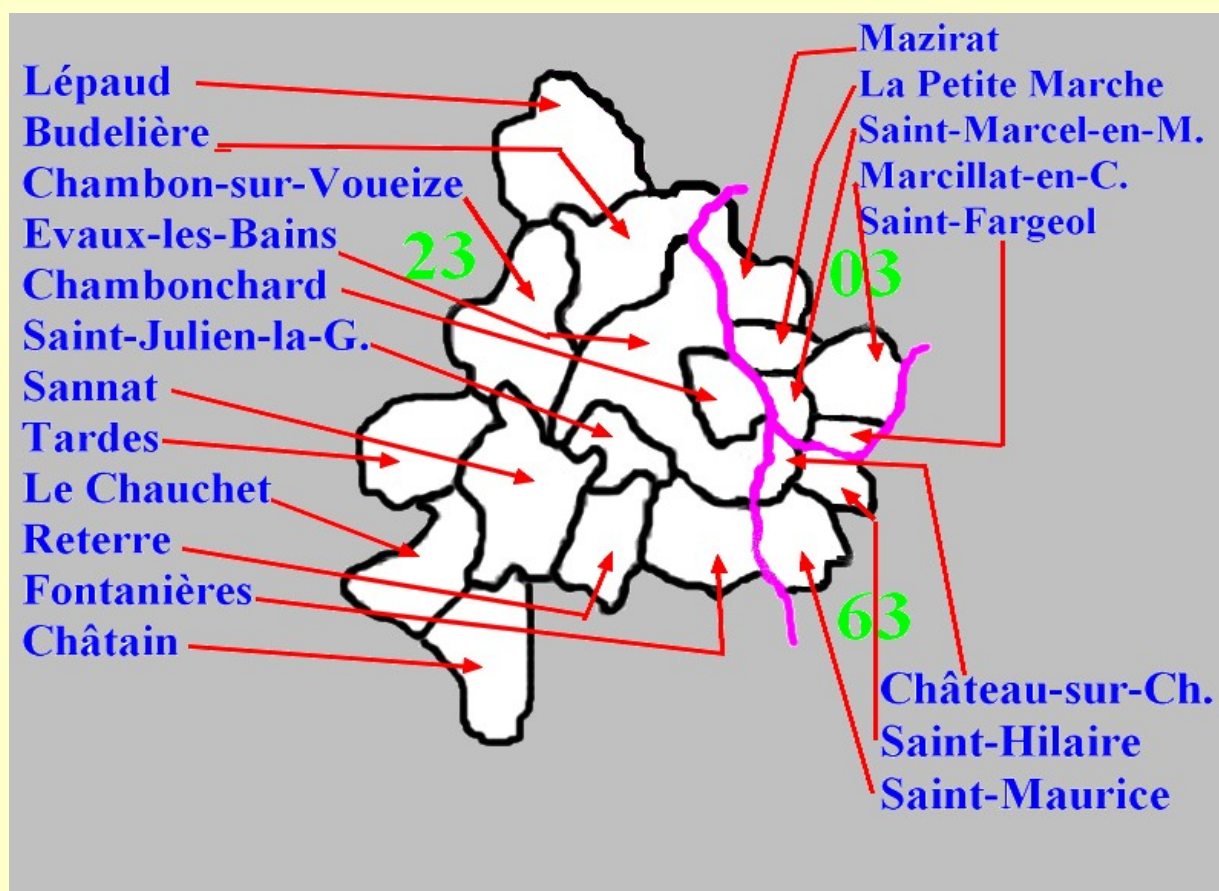 Lépaud
Budelière
Chambon-sur-Voueize
Evaux-les-Bains
Chambonchard
Saint-Julien-la-G.
Sannat
Tardes
Le Chauchet
Reterre
Fontanières
Châtain
23
Mazirat
La Petite Marche
Saint-Marcel-en-M.
Marcillat-en-C.
Saint-Fargeol
03
63
Château-sur-Ch.
Saint-Hilaire
Saint-Maurice